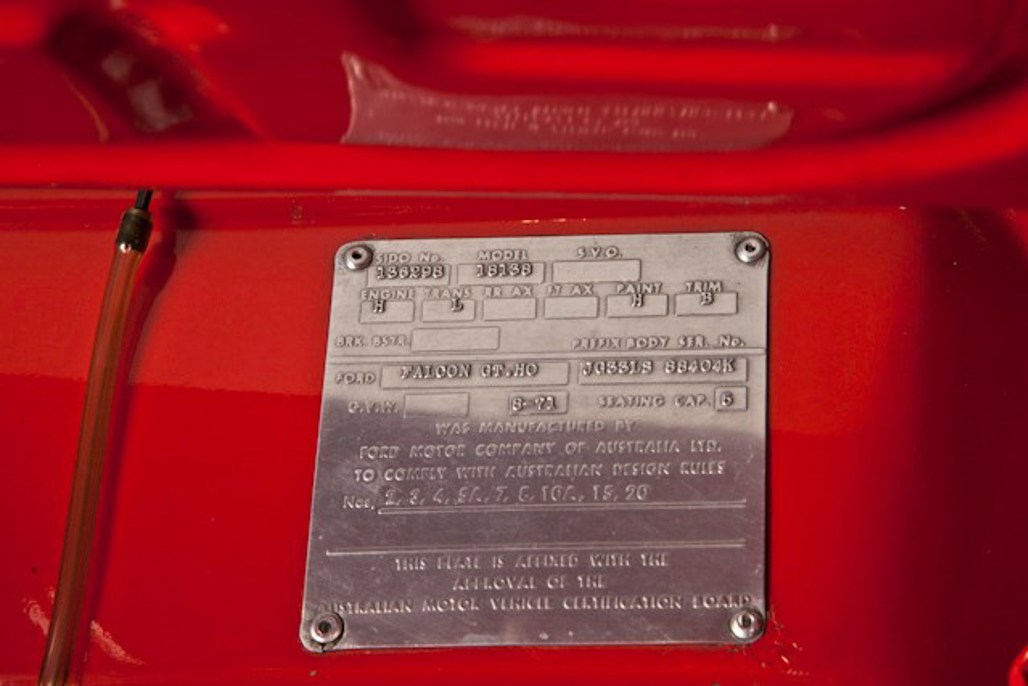 SIDO No. MODEL S.V.O.
136298 18138
ENGINE TRANS RR AX FT AX PAINT TRIM
H L H B
BRK. BSTR. PREFIX BODY SER. No.
FORD FALCON GT.HO JG33LS 88404K
G.V.W. 8-71 SEATING CAP. 5
WAS MANUFACTURED BY
FORD MOTOR COMPANY OF AUSTRALIA LTD.
TO COMPLY WITH AUSTRALIAN DESIGN RULES
Nos. 2, 3, 4, 5A, 7, 8, 10A, 15, 20
THIS PLATE IS AFFIXED WITH THE
APPROVAL OF THE
AUSTRALIAN MOTOR VEHICLE CERTIFICATION BOARD